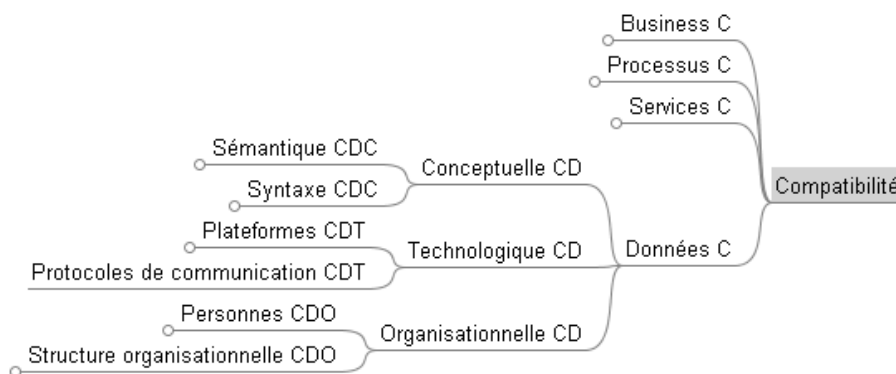 Business C
Processus C
Services C
Sémantique CDC
Conceptuelle CD
Syntaxe CDC
Compatibilité
Plateformes CDT
Technologique CD
Données C
Protocoles de communication CDT
Personnes CDO
Organisationnelle CD
Structure organisationnelle CDO